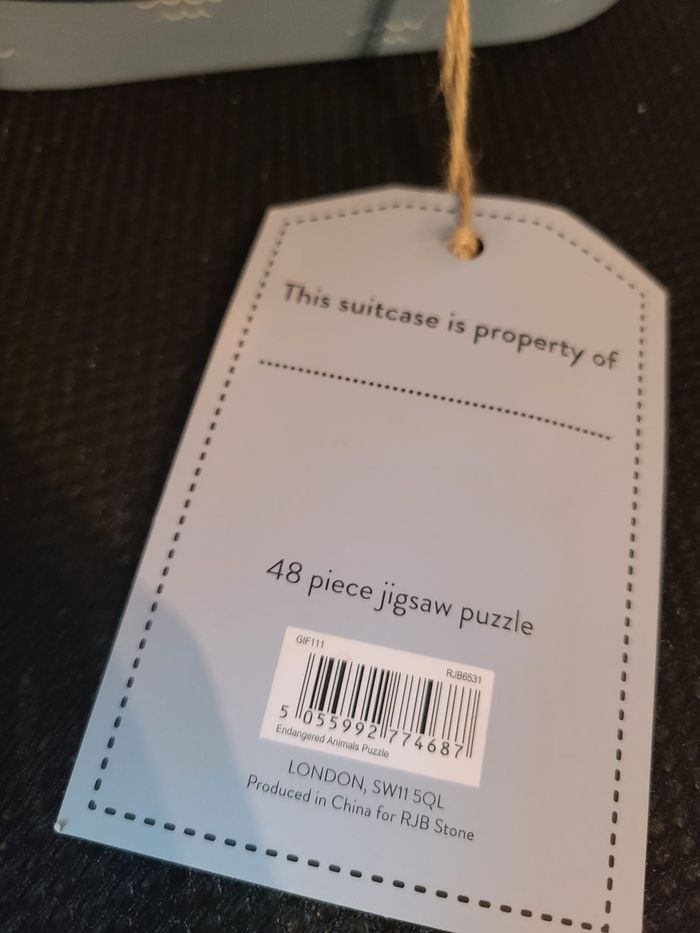 This suitcase is property of
48 piece jigsaw puzzle
GIF111
RJB6531
5 055992 774687
Endangered Animals Puzzle
LONDON, SW11 5QL
Produced in China for RJB Stone